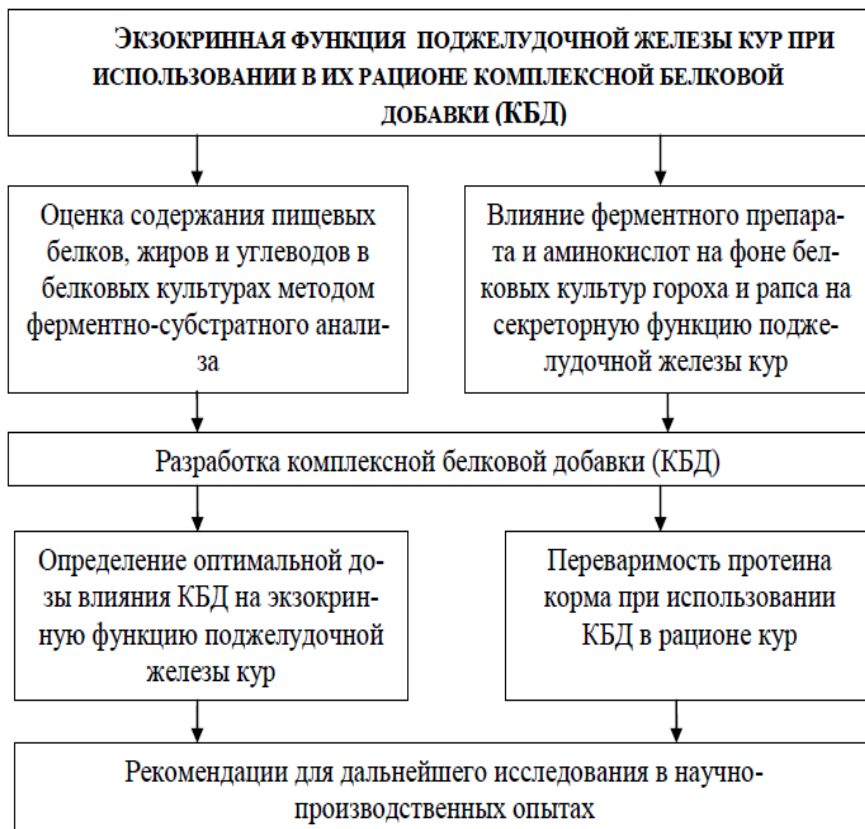 ЭКЗОКРИННАЯ ФУНКЦИЯ ПОДЖЕЛУДОЧНОЙ ЖЕЛЕЗЫ КУР ПРИ
ИСПОЛЬЗОВАНИИ В ИХ РАЦИОНЕ КОМПЛЕКСНОЙ БЕЛКОВОЙ
ДОБАВКИ (КБД)
Оценка содержания пищевых
белков, жиров и углеводов в
белковых культурах методом
ферментно-субстратного анали-
за
Влияние ферментного препара-
та и аминокислот на фоне бел-
ковых культур гороха и рапса на
секреторную функцию подже-
лудочной железы кур
Разработка комплексной белковой добавки (КБД)
Определение оптимальной до-
зы влияния КБД на экзокрин-
ную функцию поджелудочной
железы кур
Переваримость протеина
корма при использовании
КБД в рационе кур
Рекомендации для дальнейшего исследования в научно-
производственных опытах